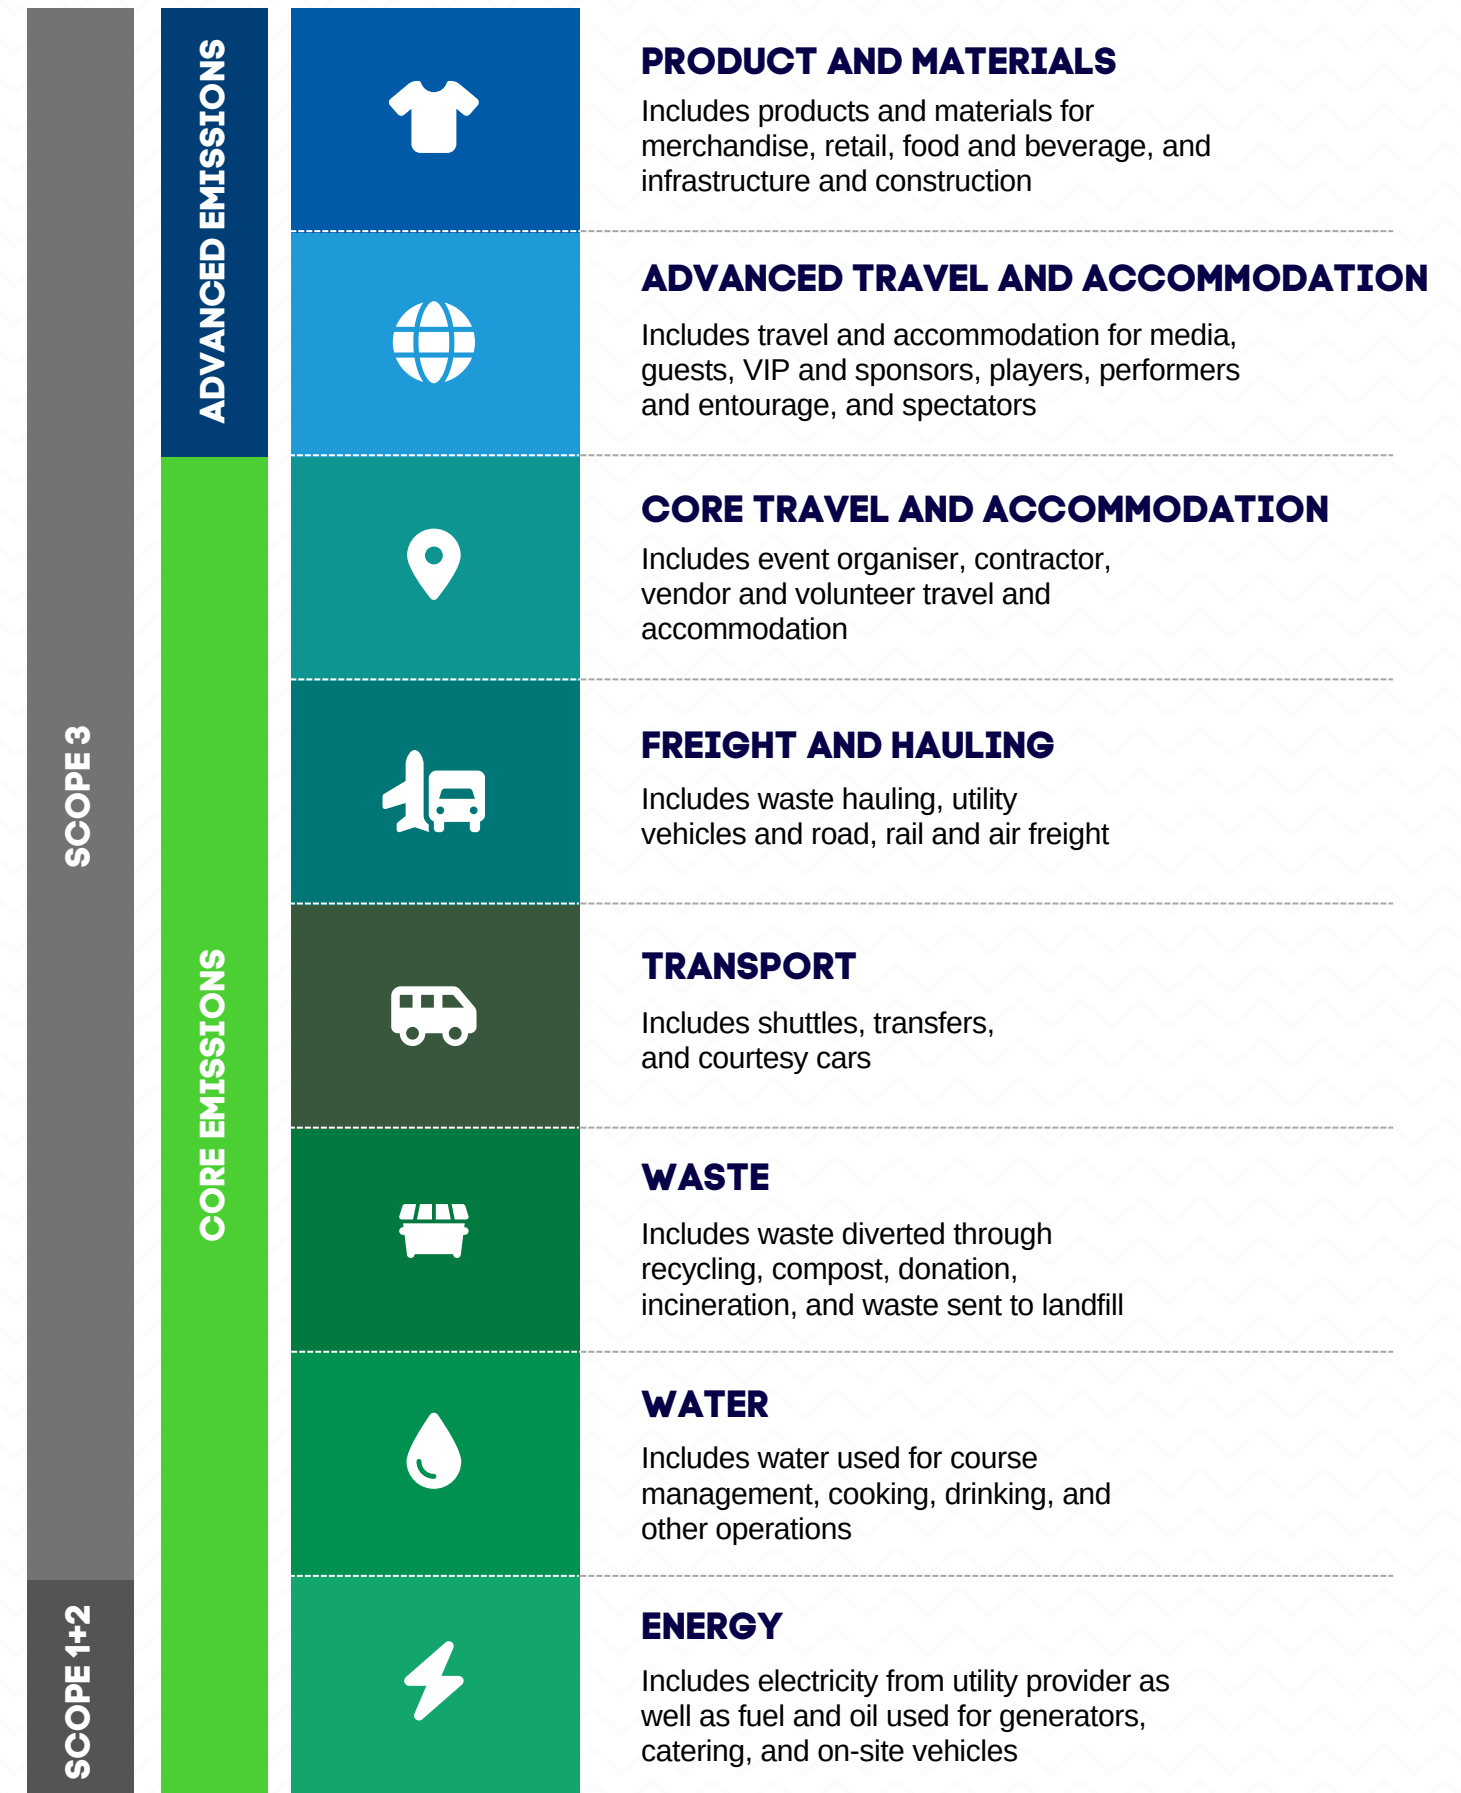 SCOPE 3
SCOPE 1+2
ADVANCED EMISSIONS
CORE EMISSIONS
PRODUCT AND MATERIALS
Includes products and materials for
merchandise, retail, food and beverage, and
infrastructure and construction
ADVANCED TRAVEL AND ACCOMMODATION
Includes travel and accommodation for media,
guests, VIP and sponsors, players, performers
and entourage, and spectators
CORE TRAVEL AND ACCOMMODATION
Includes event organiser, contractor,
vendor and volunteer travel and
accommodation
FREIGHT AND HAULING
Includes waste hauling, utility
vehicles and road, rail and air freight
TRANSPORT
Includes shuttles, transfers,
and courtesy cars
WASTE
Includes waste diverted through
recycling, compost, donation,
incineration, and waste sent to landfill
WATER
Includes water used for course
management, cooking, drinking, and
other operations
ENERGY
Includes electricity from utility provider as
well as fuel and oil used for generators,
catering, and on-site vehicles